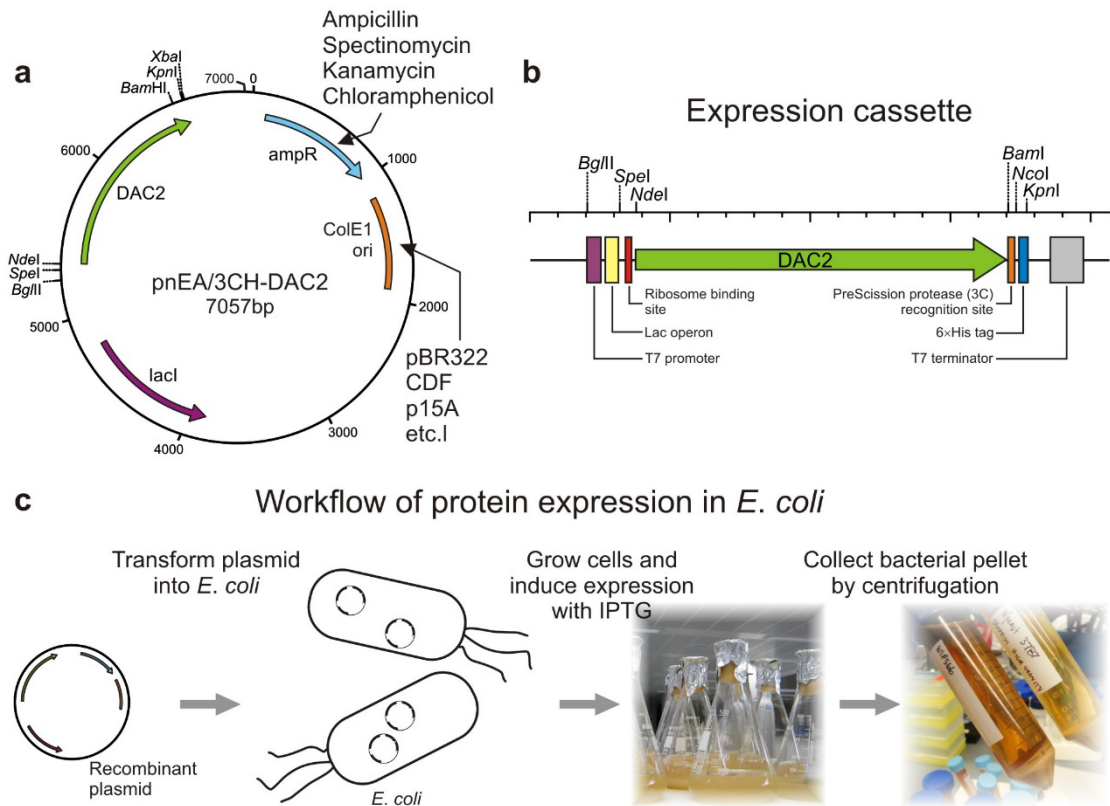 a
Ampicillin
Spectinomycin
Kanamycin
Chloramphenicol
XbaI
KpnI
BamHI
7000
0
ampR
1000
6000
DAC2
ColE1
ori
NdeI
SpeI
BglII
pnEA/3CH-DAC2
7057bp
2000
5000
lacI
pBR322
CDF
p15A
etc.l
3000
4000
b
Expression cassette
BglII
SpeI
NdeI
BamI
NcoI
KpnI
DAC2
Ribosome binding
site
Lac operon
T7 promoter
PreScission protease (3C)
recognition site
6×His tag
T7 terminator
c
Workflow of protein expression in E. coli
Transform plasmid
into E. coli
Grow cells and
induce expression
with IPTG
Collect bacterial pellet
by centrifugation
Recombinant
plasmid
E. coli